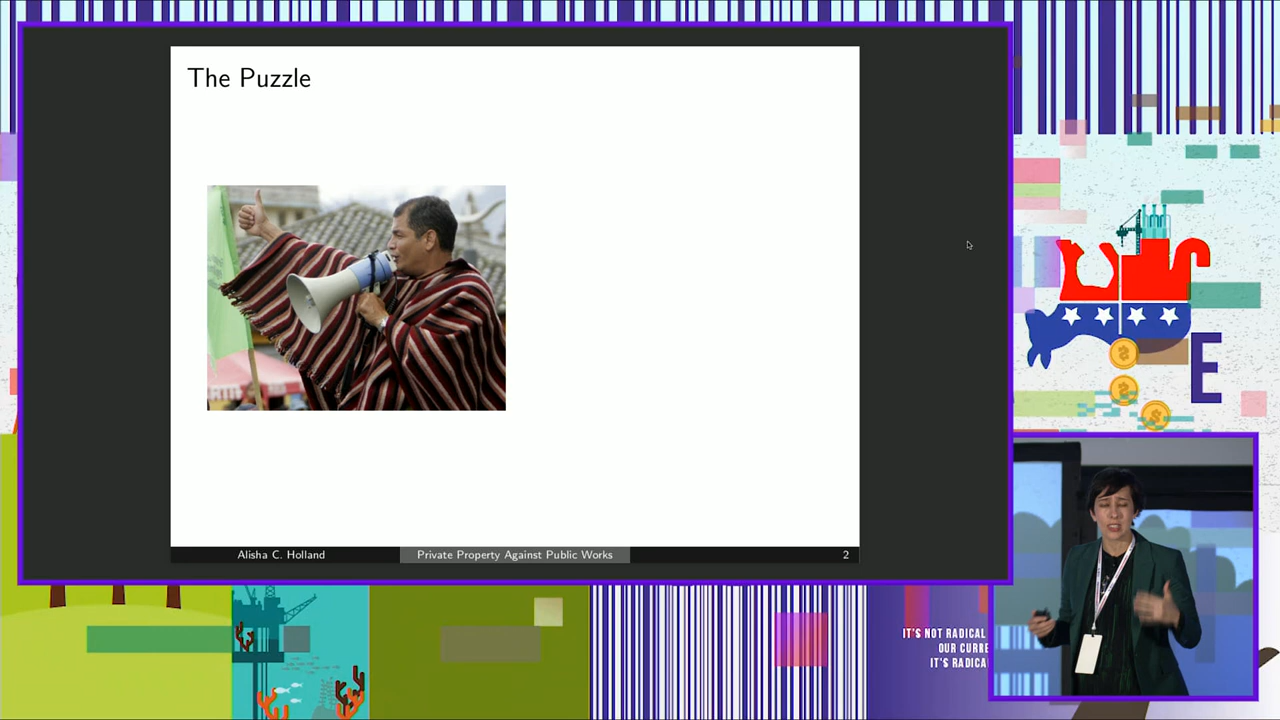 The Puzzle
Alisha C. Holland
Private Property Against Public Works
2
E
IT'S NOT RADICAL
OUR CURRE
IT'S RADICA